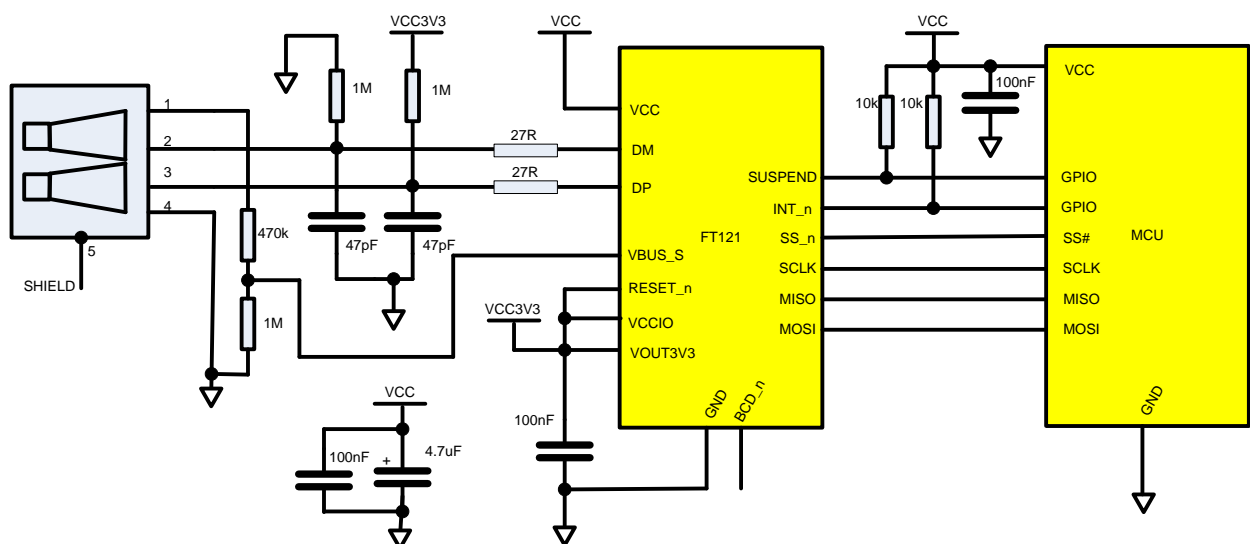 VCC3V3
VCC
VCC
1M
1M
10k
10k
100nF
VCC
1
2
3
4
5
SHIELD
27R
27R
470k
1M
47pF
47pF
VCC
DM
DP
VBUS_S
RESET_n
VCCIO
VOUT3V3
FT121
SUSPEND
INT_n
SS_n
SCLK
MISO
MOSI
GND
BCD_n
GPIO
GPIO
SS#
SCLK
MISO
MOSI
MCU
GND
VCC3V3
100nF
VCC
100nF
+
4.7uF